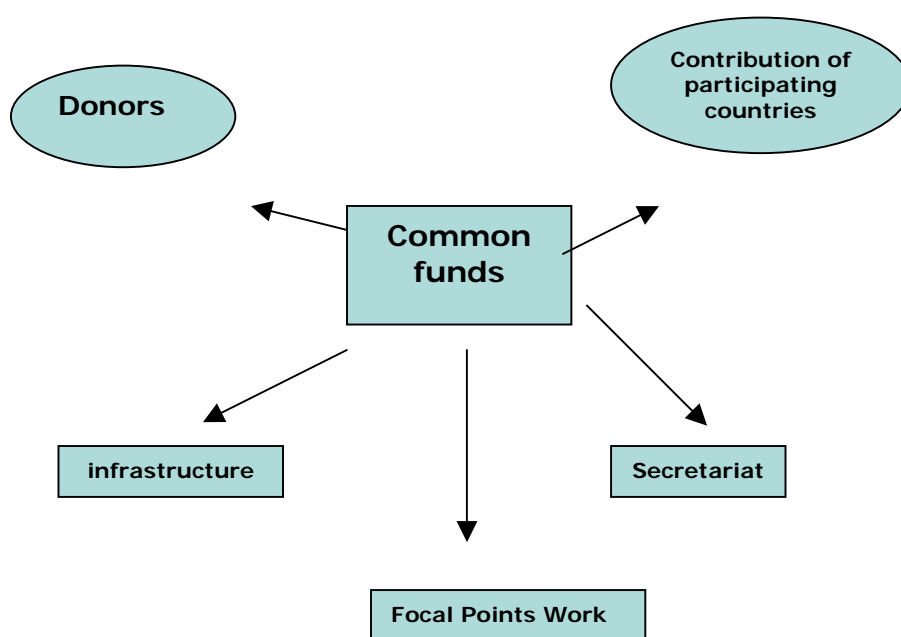 Donors
Contribution of
participating
countries
Common
funds
infrastructure
Secretariat
Focal Points Work